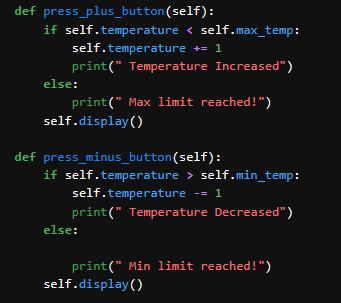 def press_plus_button(self):
    if self.temperature < self.max_temp:
        self.temperature += 1
        print(" Temperature Increased")
    else:
        print(" Max limit reached!")
    self.display()

def press_minus_button(self):
    if self.temperature > self.min_temp:
        self.temperature -= 1
        print(" Temperature Decreased")
    else:

        print(" Min limit reached!")
    self.display()